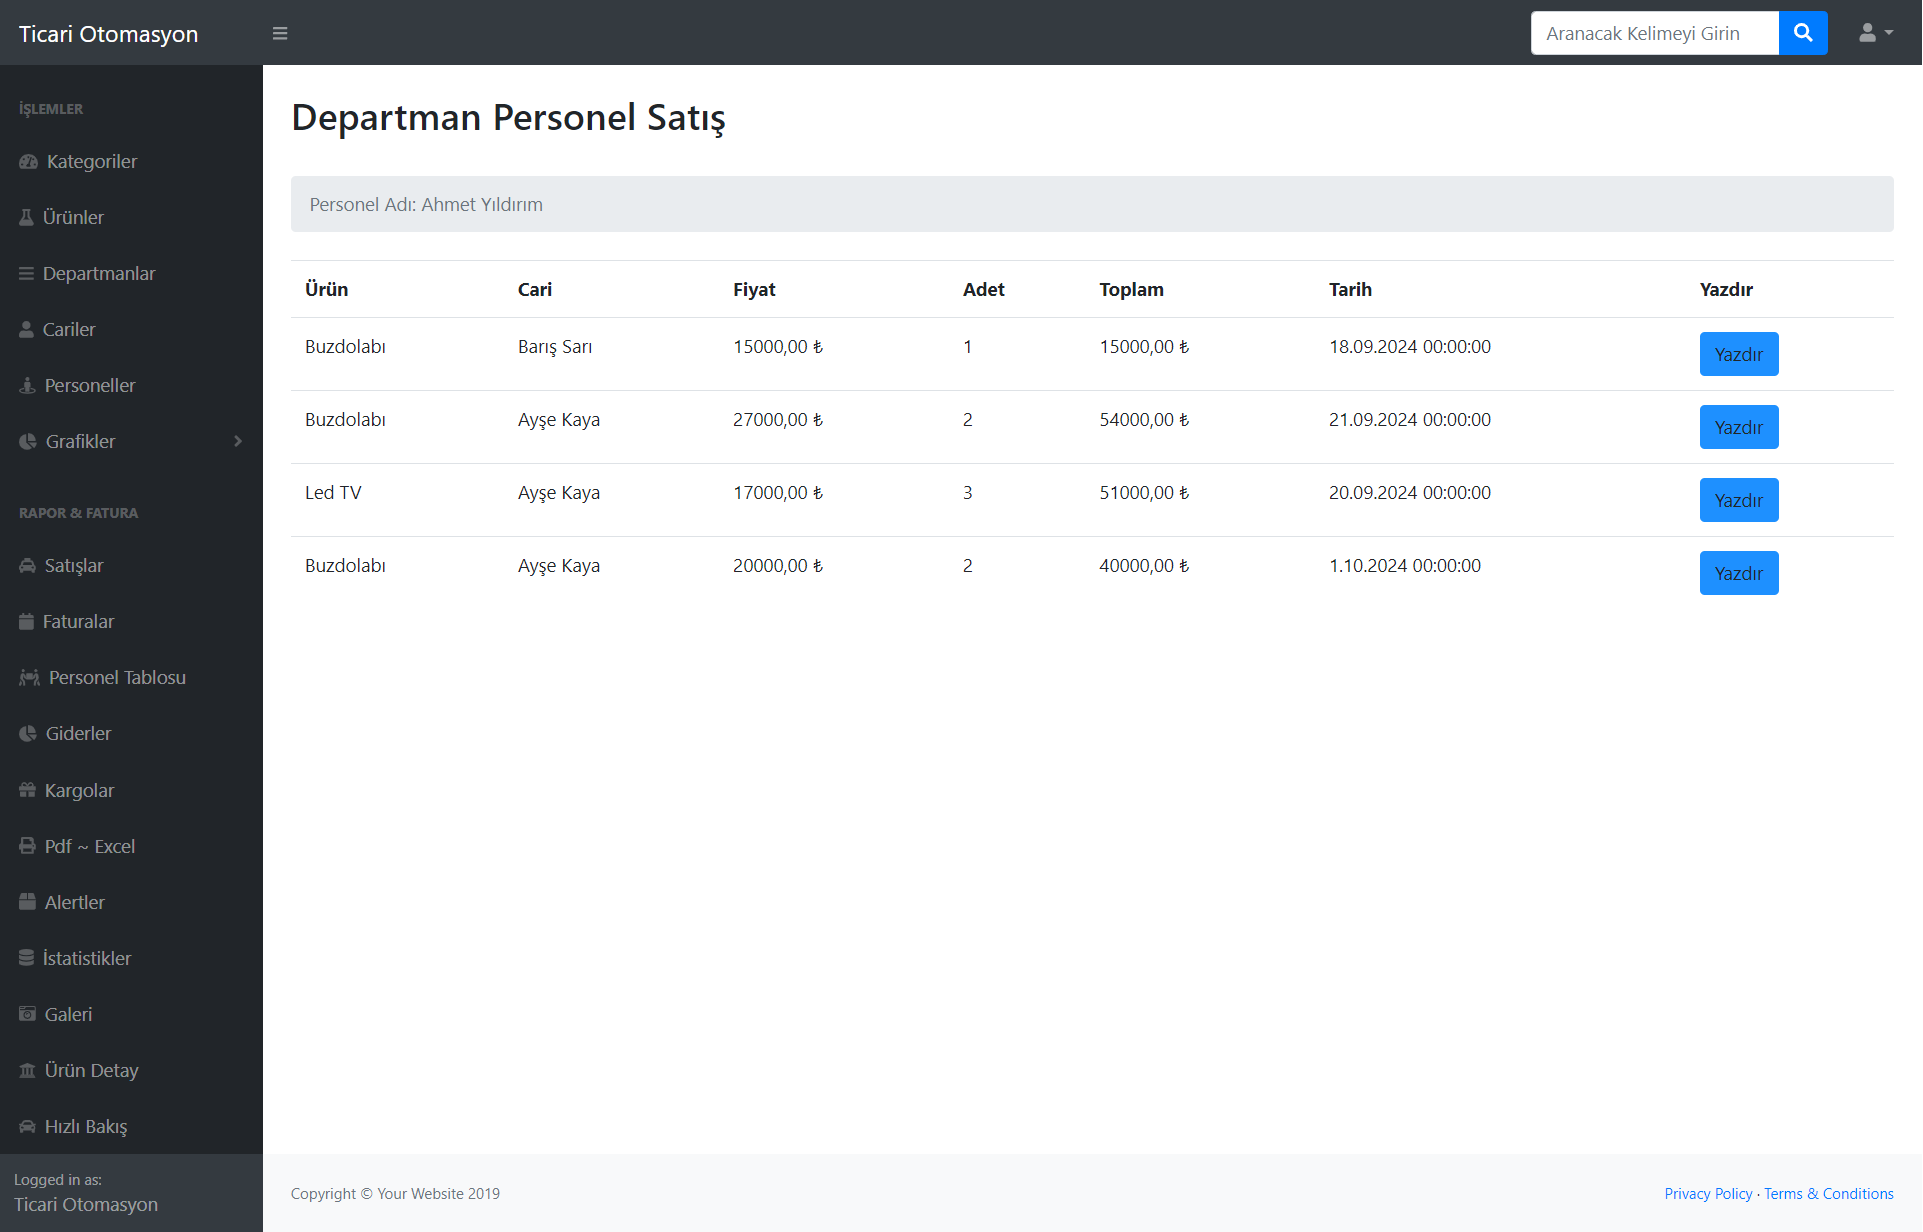 Ticari Otomasyon
Aranacak Kelimeyi Girin
İŞLEMLER
Kategoriler
Ürünler
Departmanlar
Cariler
Personeller
Grafikler
RAPOR & FATURA
Satışlar
Faturalar
Personel Tablosu
Giderler
Kargolar
Pdf ~ Excel
Alertler
İstatistikler
Galeri
Ürün Detay
Hızlı Bakış
Logged in as:
Ticari Otomasyon
Departman Personel Satış
Personel Adı: Ahmet Yıldırım
Ürün Cari Fiyat Adet Toplam Tarih Yazdır
Buzdolabı Barış Sarı 15000,00 ₺ 1 15000,00 ₺ 18.09.2024 00:00:00 Yazdır
Buzdolabı Ayşe Kaya 27000,00 ₺ 2 54000,00 ₺ 21.09.2024 00:00:00 Yazdır
Led TV Ayşe Kaya 17000,00 ₺ 3 51000,00 ₺ 20.09.2024 00:00:00 Yazdır
Buzdolabı Ayşe Kaya 20000,00 ₺ 2 40000,00 ₺ 1.10.2024 00:00:00 Yazdır
Copyright © Your Website 2019
Privacy Policy · Terms & Conditions